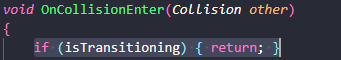 void OnCollisionEnter(Collision other)
{
if (isTransitioning) { return; }